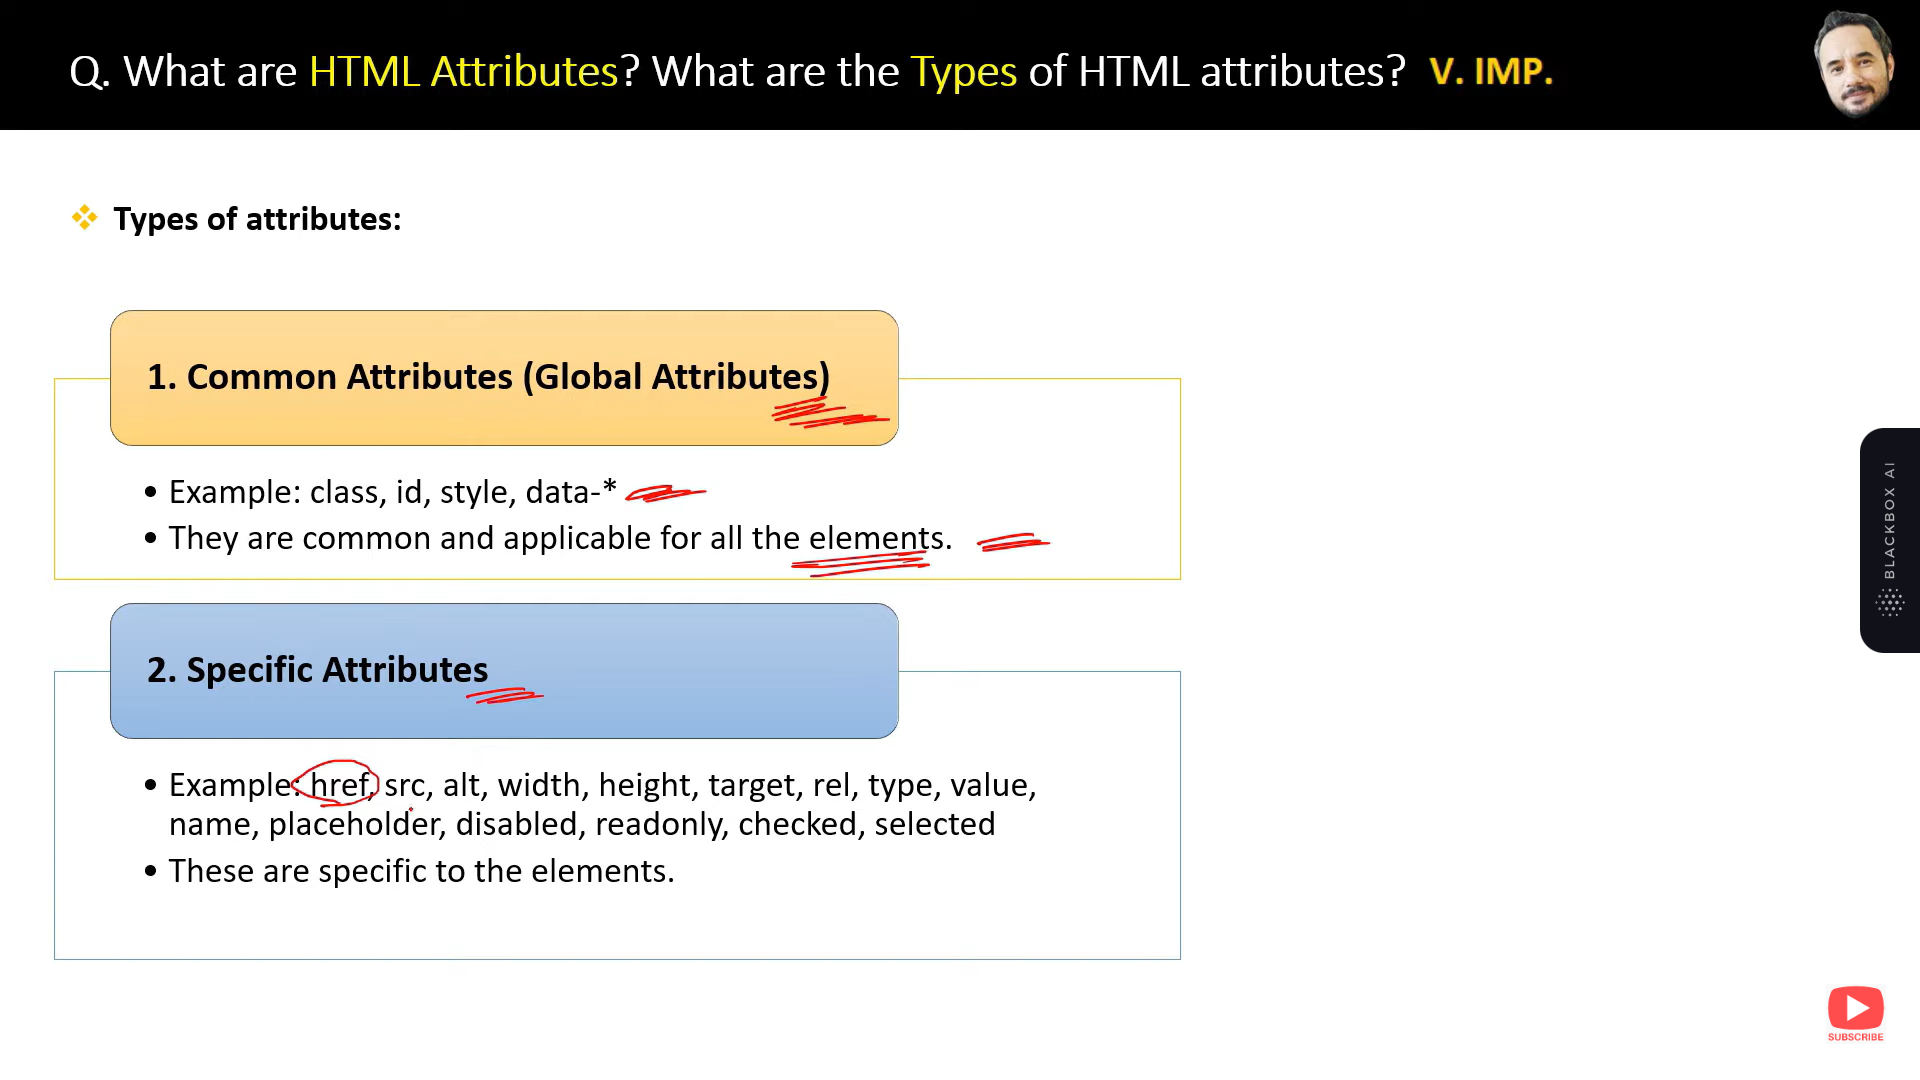 Q. What are HTML Attributes? What are the Types of HTML attributes? V. IMP.
Types of attributes:
1. Common Attributes (Global Attributes)
• Example: class, id, style, data-*
• They are common and applicable for all the elements.
2. Specific Attributes
• Example: href, src, alt, width, height, target, rel, type, value,
name, placeholder, disabled, readonly, checked, selected
• These are specific to the elements.
BLACKBOX AI
SUBSCRIBE